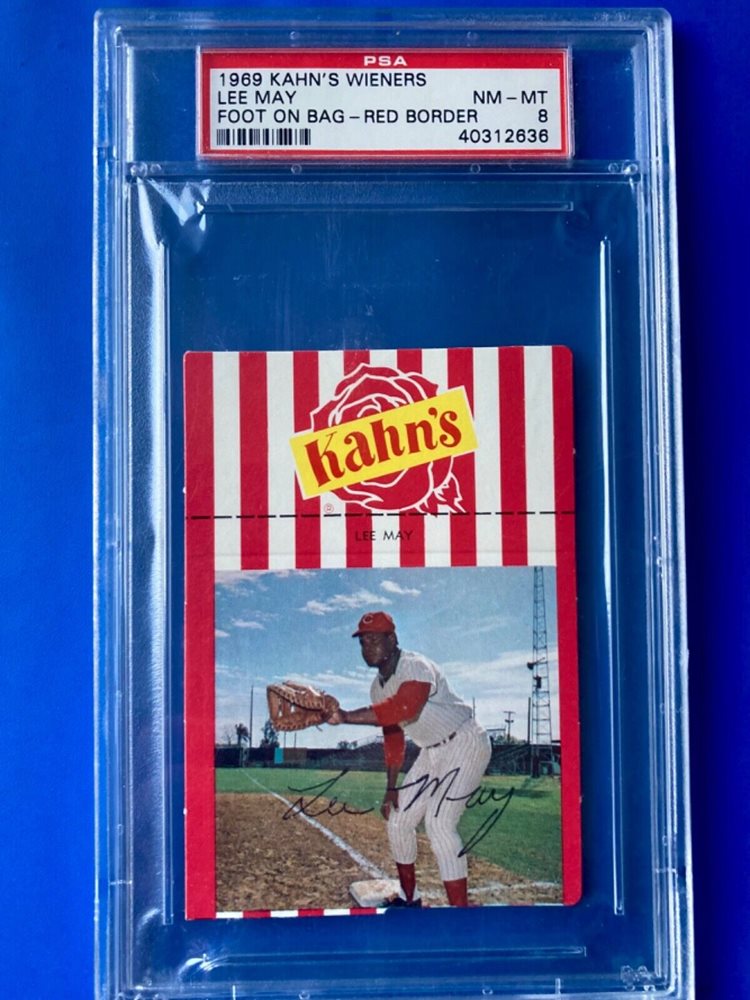 PSA
1969 KAHN'S WIENERS
LEE MAY NM-MT
FOOT ON BAG-RED BORDER 8
40312636
Kahn's
®
LEE MAY
C
Lee May